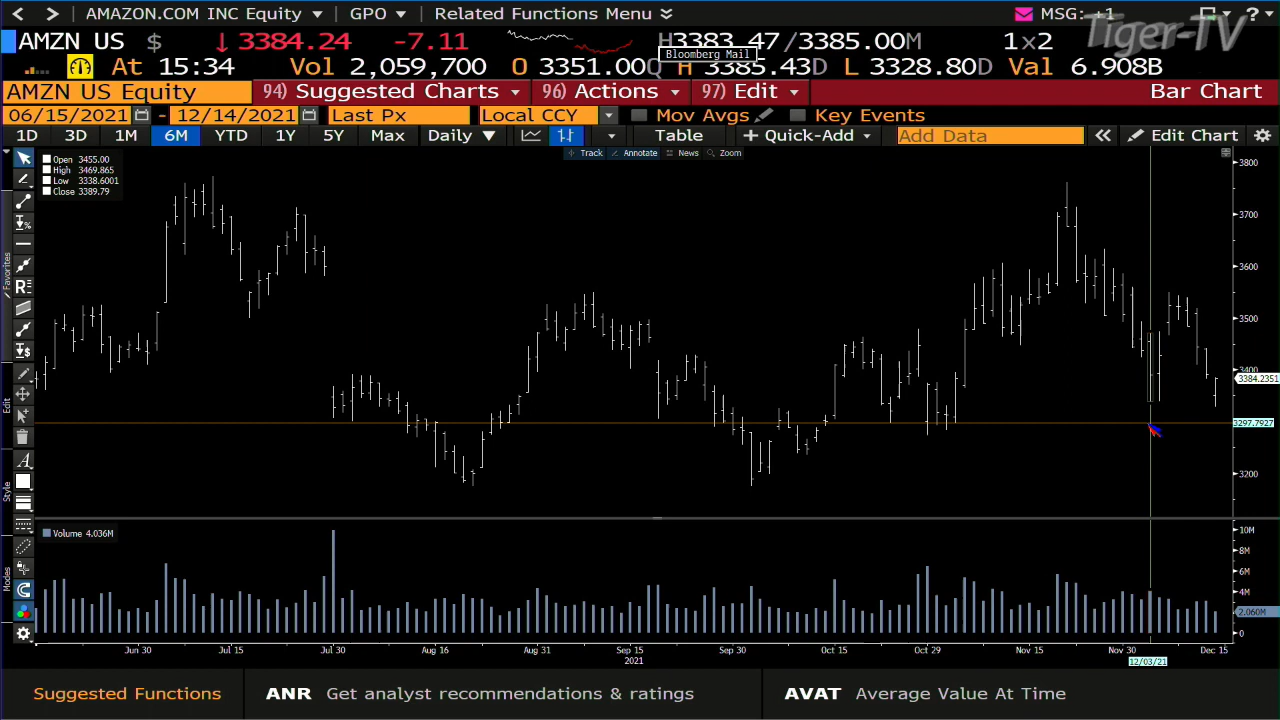 AMAZON.COM INC Equity GPO Related Functions Menu MSG: +1 ?
Tiger-TV
AMZN US $ 3384.24 -7.11 H3383.47/3385.00M 1x2
Bloomberg Mail
At 15:34 Vol 2,059,700 O 3351.00Q H 3385.43D L 3328.80D Val 6.908B
AMZN US Equity 94) Suggested Charts 96) Actions 97) Edit Bar Chart
06/15/2021 - 12/14/2021 Last Px Local CCY Mov Avgs Key Events
1D 3D 1M 6M YTD 1Y 5Y Max Daily Table + Quick-Add Add Data Edit Chart
Track Annotate News Zoom
Open 3455.00
High 3469.865
Low 3338.6001
Close 3389.79
3800
3700
3600
3500
3400
3384.2351
3297.7927
3200
Favorites
Edit
Style
Modes
Volume 4.036M
10M
8M
6M
4M
2.060M
0
Jun 30 Jul 15 Jul 30 Aug 16 Aug 31 Sep 15 Sep 30 Oct 15 Oct 29 Nov 15 Nov 30 Dec 15
2021 12/03/21
Suggested Functions ANR Get analyst recommendations & ratings AVAT Average Value At Time